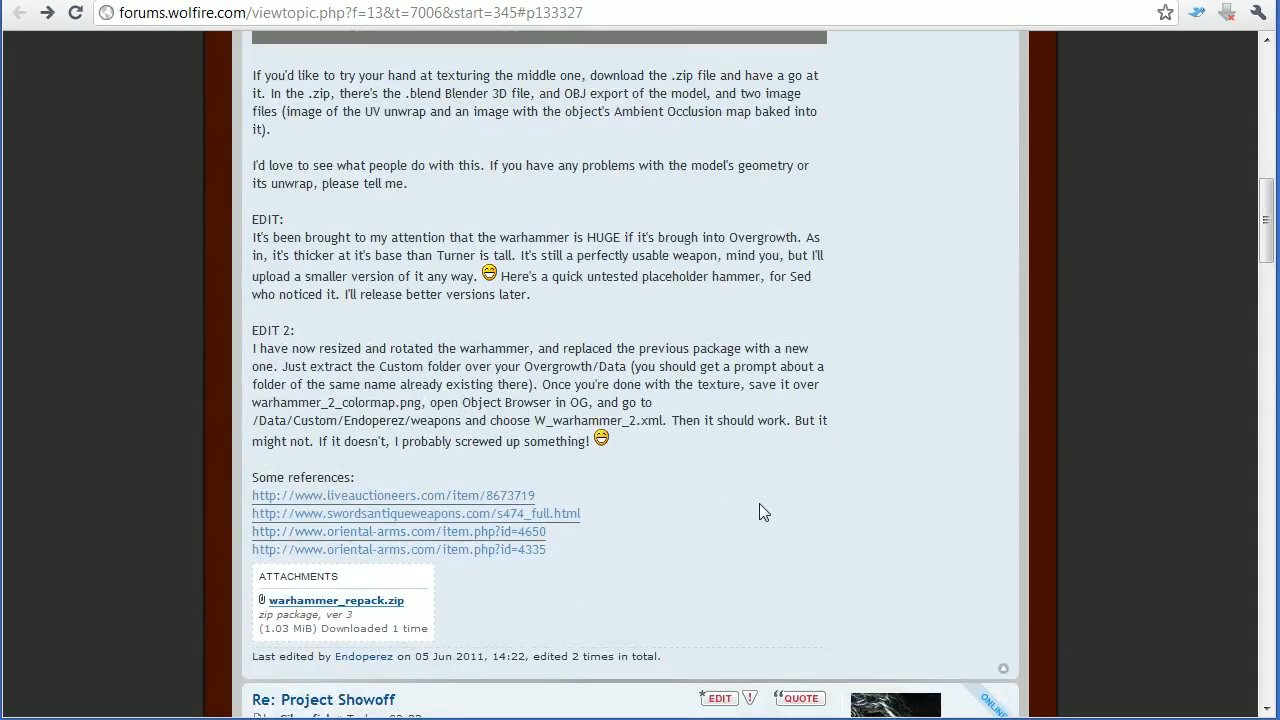 forums.wolfire.com/viewtopic.php?f=13&t=7006&start=345#p133327
If you'd like to try your hand at texturing the middle one, download the .zip file and have a go at
it. In the .zip, there's the .blend Blender 3D file, and OBJ export of the model, and two image
files (image of the UV unwrap and an image with the object's Ambient Occlusion map baked into
it).
I'd love to see what people do with this. If you have any problems with the model's geometry or
its unwrap, please tell me.
EDIT:
It's been brought to my attention that the warhammer is HUGE if it's brough into Overgrowth. As
in, it's thicker at it's base than Turner is tall. It's still a perfectly usable weapon, mind you, but I'll
upload a smaller version of it any way. Here's a quick untested placeholder hammer, for Sed
who noticed it. I'll release better versions later.
EDIT 2:
I have now resized and rotated the warhammer, and replaced the previous package with a new
one. Just extract the Custom folder over your Overgrowth/Data (you should get a prompt about a
folder of the same name already existing there). Once you're done with the texture, save it over
warhammer_2_colormap.png, open Object Browser in OG, and go to
/Data/Custom/Endoperez/weapons and choose W_warhammer_2.xml. Then it should work. But it
might not. If it doesn't, I probably screwed up something!
Some references:
http://www.liveauctioneers.com/item/8673719
http://www.swordsantiqueweapons.com/s474_full.html
http://www.oriental-arms.com/item.php?id=4650
http://www.oriental-arms.com/item.php?id=4335
ATTACHMENTS
warhammer_repack.zip
zip package, ver 3
(1.03 MiB) Downloaded 1 time
Last edited by Endoperez on 05 Jun 2011, 14:22, edited 2 times in total.
Re: Project Showoff
*EDIT
!
QUOTE
ONLINE